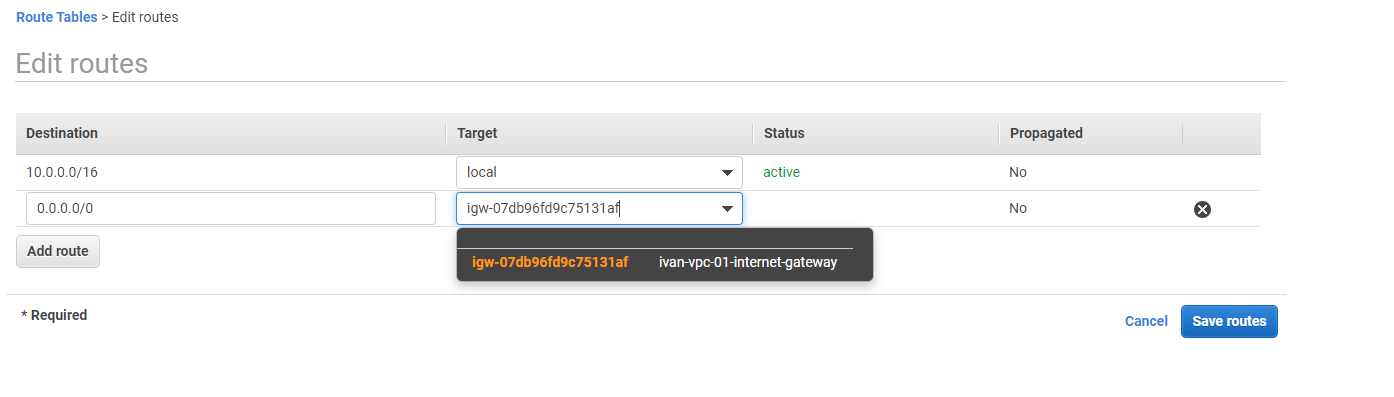 Route Tables > Edit routes
Edit routes
Destination Target Status Propagated
10.0.0.0/16 local active No
0.0.0.0/0 igw-07db96fd9c75131af No
Add route
igw-07db96fd9c75131af ivan-vpc-01-internet-gateway
* Required
Cancel Save routes